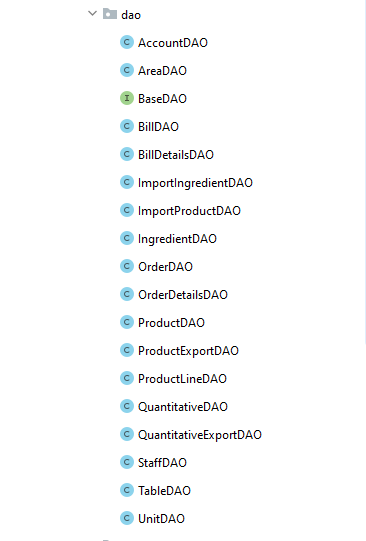 dao
C AccountDAO
C AreaDAO
I BaseDAO
C BillDAO
C BillDetailsDAO
C ImportIngredientDAO
C ImportProductDAO
C IngredientDAO
C OrderDAO
C OrderDetailsDAO
C ProductDAO
C ProductExportDAO
C ProductLineDAO
C QuantitativeDAO
C QuantitativeExportDAO
C StaffDAO
C TableDAO
C UnitDAO